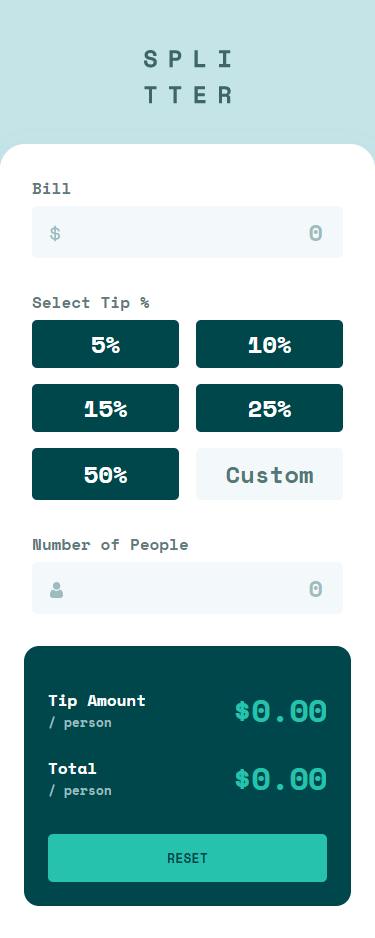 SPLI
TTER
Bill
$ 0
Select Tip %
5% 10%
15% 25%
50% Custom
Number of People
0
Tip Amount
/ person
$0.00
Total
/ person
$0.00
RESET